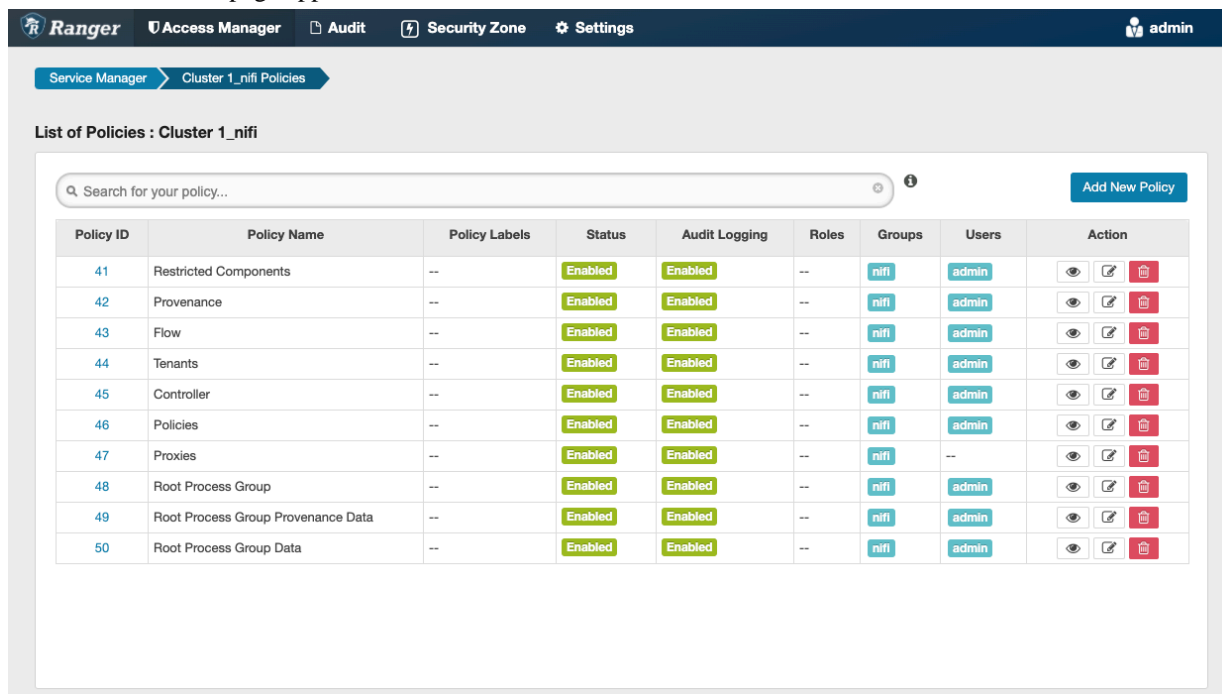 Ranger Access Manager Audit Security Zone Settings admin
Service Manager Cluster 1_nifi Policies
List of Policies : Cluster 1_nifi
Search for your policy... Add New Policy
Policy ID Policy Name Policy Labels Status Audit Logging Roles Groups Users Action
41 Restricted Components -- Enabled Enabled -- nifi admin
42 Provenance -- Enabled Enabled -- nifi admin
43 Flow -- Enabled Enabled -- nifi admin
44 Tenants -- Enabled Enabled -- nifi admin
45 Controller -- Enabled Enabled -- nifi admin
46 Policies -- Enabled Enabled -- nifi admin
47 Proxies -- Enabled Enabled -- nifi --
48 Root Process Group -- Enabled Enabled -- nifi admin
49 Root Process Group Provenance Data -- Enabled Enabled -- nifi admin
50 Root Process Group Data -- Enabled Enabled -- nifi admin